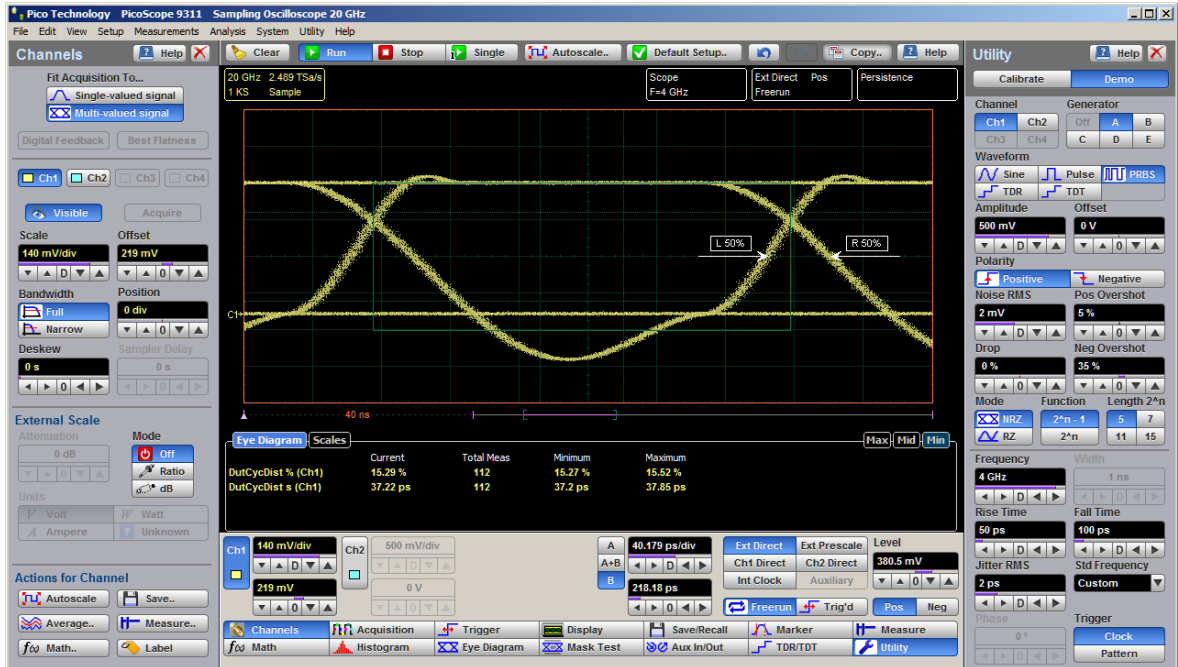 Pico Technology PicoScope 9311 Sampling Oscilloscope 20 GHz
File Edit View Setup Measurements Analysis System Utility Help
Channels Help
Clear Run Stop Single Autoscale.. Default Setup.. Copy.. Help
Utility Help
Fit Acquisition To...
Single-valued signal
Multi-valued signal
Digital Feedback Best Flatness
Ch1 Ch2 Ch3 Ch4
Visible Acquire
Scale Offset
140 mV/div 219 mV
D 0
Bandwidth Position
Full 0 div
Narrow 0
Deskew Sampler Delay
0 s 0 s
0 0
External Scale
Attenuation Mode
0 dB Off
D Ratio
Units dB
V Volt W Watt
A Ampere ? Unknown
Actions for Channel
Autoscale Save..
Average.. Measure..
f(x) Math.. Label
20 GHz 2.489 TSa/s
1 KS Sample
Scope
F=4 GHz
Ext Direct Pos
Freerun
Persistence
L 50% R 50%
C1
40 ns
Eye Diagram Scales Max Mid Min
Current Total Meas Minimum Maximum
DutCycDist % (Ch1) 15.29 % 112 15.27 % 15.52 %
DutCycDist s (Ch1) 37.22 ps 112 37.2 ps 37.85 ps
Ch1 140 mV/div Ch2 500 mV/div A 40.179 ps/div Ext Direct Ext Prescale Level
D D A+B D Ch1 Direct Ch2 Direct 380.5 mV
219 mV 0 V B 218.18 ps Int Clock Auxiliary 0
0 0 0 Freerun Trig'd Pos Neg
Channels Acquisition Trigger Display Save/Recall Marker Measure
f(x) Math Histogram Eye Diagram Mask Test Aux In/Out TDR/TDT Utility
Calibrate Demo
Channel Generator
Ch1 Ch2 Off A B
Ch3 Ch4 C D E
Waveform
Sine Pulse PRBS
TDR TDT
Amplitude Offset
500 mV 0 V
D 0
Polarity
Positive Negative
Noise RMS Pos Overshot
2 mV 5 %
D 0
Drop Neg Overshot
0 % 35 %
0 0
Mode Function Length 2^n
NRZ 2^n - 1 5 7
RZ 2^n 11 15
Frequency Width
4 GHz 1 ns
D D
Rise Time Fall Time
50 ps 100 ps
D D
Jitter RMS Std Frequency
2 ps Custom
D
Phase Trigger
0 ° Clock
0 Pattern